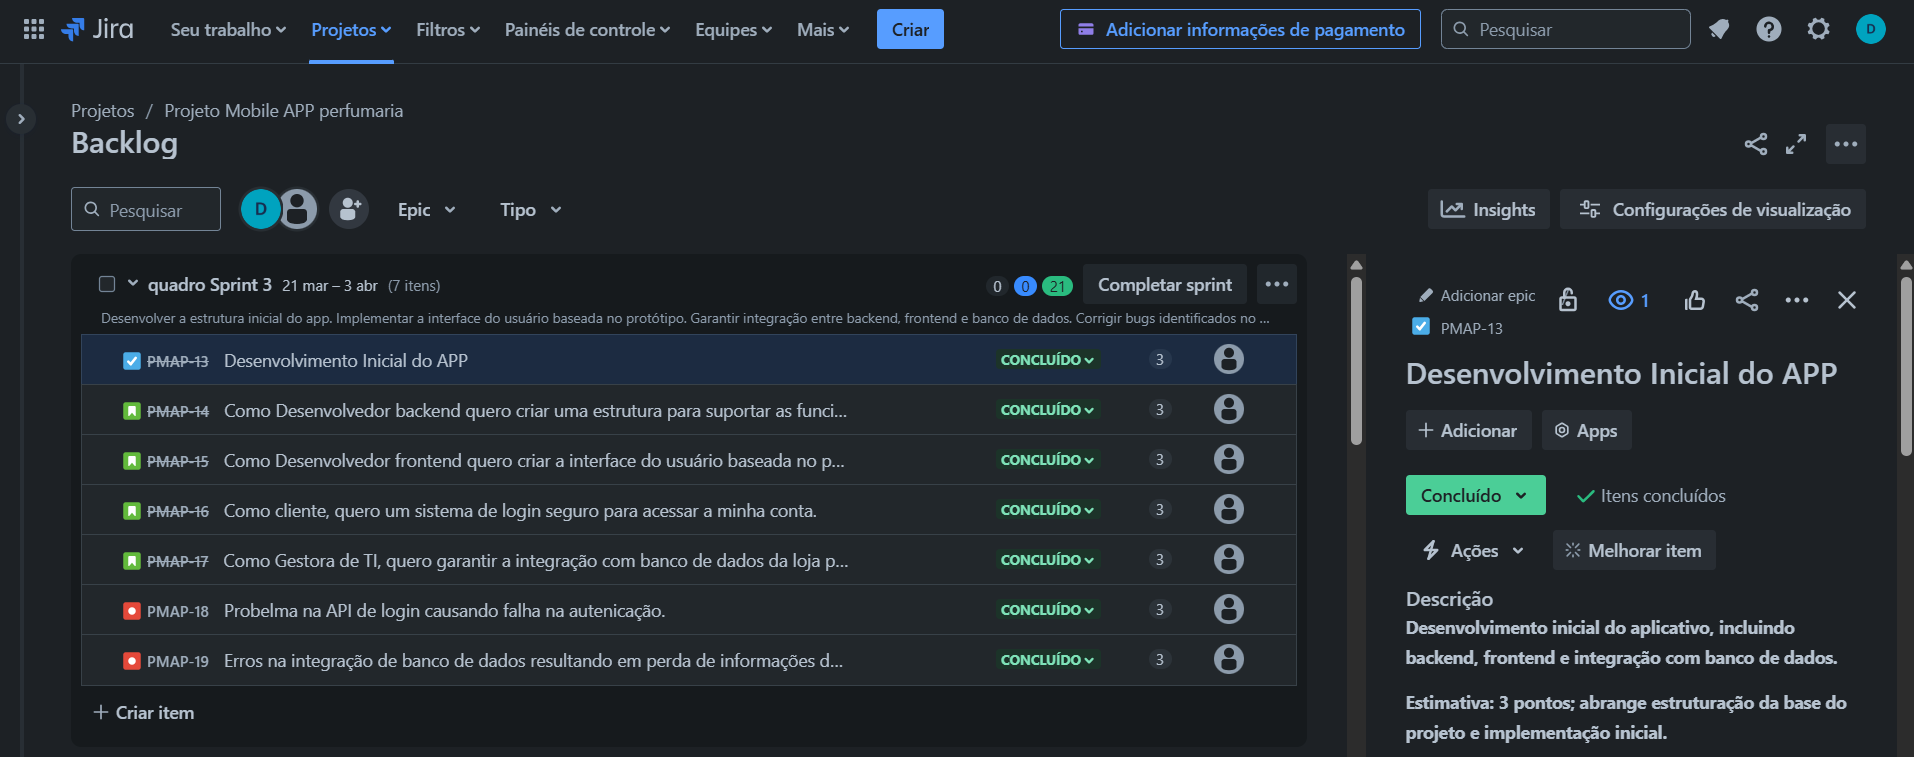 Jira Seu trabalho Projetos Filtros Painéis de controle Equipes Mais Criar Adicionar informações de pagamento Pesquisar D
Projetos / Projeto Mobile APP perfumaria
Backlog
Pesquisar D Epic Tipo Insights Configurações de visualização
quadro Sprint 3 21 mar – 3 abr (7 itens) 0 0 21 Completar sprint
Desenvolver a estrutura inicial do app. Implementar a interface do usuário baseada no protótipo. Garantir integração entre backend, frontend e banco de dados. Corrigir bugs identificados no ...
PMAP-13 Desenvolvimento Inicial do APP CONCLUÍDO 3
PMAP-14 Como Desenvolvedor backend quero criar uma estrutura para suportar as funci... CONCLUÍDO 3
PMAP-15 Como Desenvolvedor frontend quero criar a interface do usuário baseada no p... CONCLUÍDO 3
PMAP-16 Como cliente, quero um sistema de login seguro para acessar a minha conta. CONCLUÍDO 3
PMAP-17 Como Gestora de TI, quero garantir a integração com banco de dados da loja p... CONCLUÍDO 3
PMAP-18 Probelma na API de login causando falha na autenicação. CONCLUÍDO 3
PMAP-19 Erros na integração de banco de dados resultando em perda de informações d... CONCLUÍDO 3
Criar item
Adicionar epic 1
PMAP-13
Desenvolvimento Inicial do APP
Adicionar Apps
Concluído Itens concluídos
Ações Melhorar item
Descrição
Desenvolvimento inicial do aplicativo, incluindo
backend, frontend e integração com banco de dados.
Estimativa: 3 pontos; abrange estruturação da base do
projeto e implementação inicial.